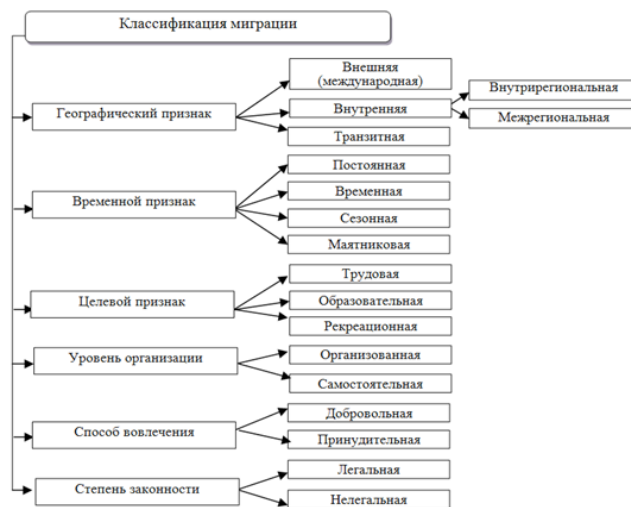 Классификация миграции
Географический признак
Внешняя
(международная)
Внутренняя
Транзитная
Внутрирегиональная
Межрегиональная
Временной признак
Постоянная
Временная
Сезонная
Маятниковая
Целевой признак
Трудовая
Образовательная
Рекреационная
Уровень организации
Организованная
Самостоятельная
Способ вовлечения
Добровольная
Принудительная
Степень законности
Легальная
Нелегальная